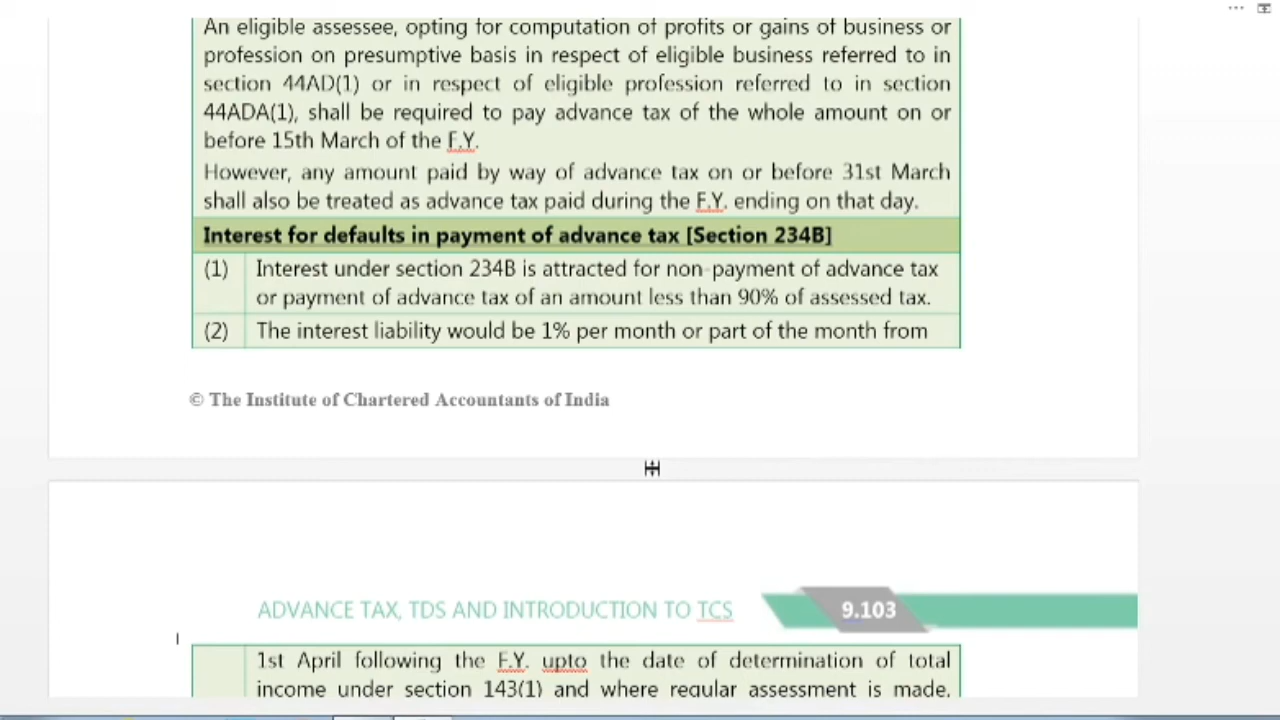 An eligible assessee, opting for computation of profits or gains of business or
profession on presumptive basis in respect of eligible business referred to in
section 44AD(1) or in respect of eligible profession referred to in section
44ADA(1), shall be required to pay advance tax of the whole amount on or
before 15th March of the F.Y.
However, any amount paid by way of advance tax on or before 31st March
shall also be treated as advance tax paid during the F.Y. ending on that day.
Interest for defaults in payment of advance tax [Section 234B]
(1) Interest under section 234B is attracted for non-payment of advance tax
or payment of advance tax of an amount less than 90% of assessed tax.
(2) The interest liability would be 1% per month or part of the month from
© The Institute of Chartered Accountants of India
ADVANCE TAX, TDS AND INTRODUCTION TO TCS 9.103
1st April following the F.Y. upto the date of determination of total
income under section 143(1) and where regular assessment is made,